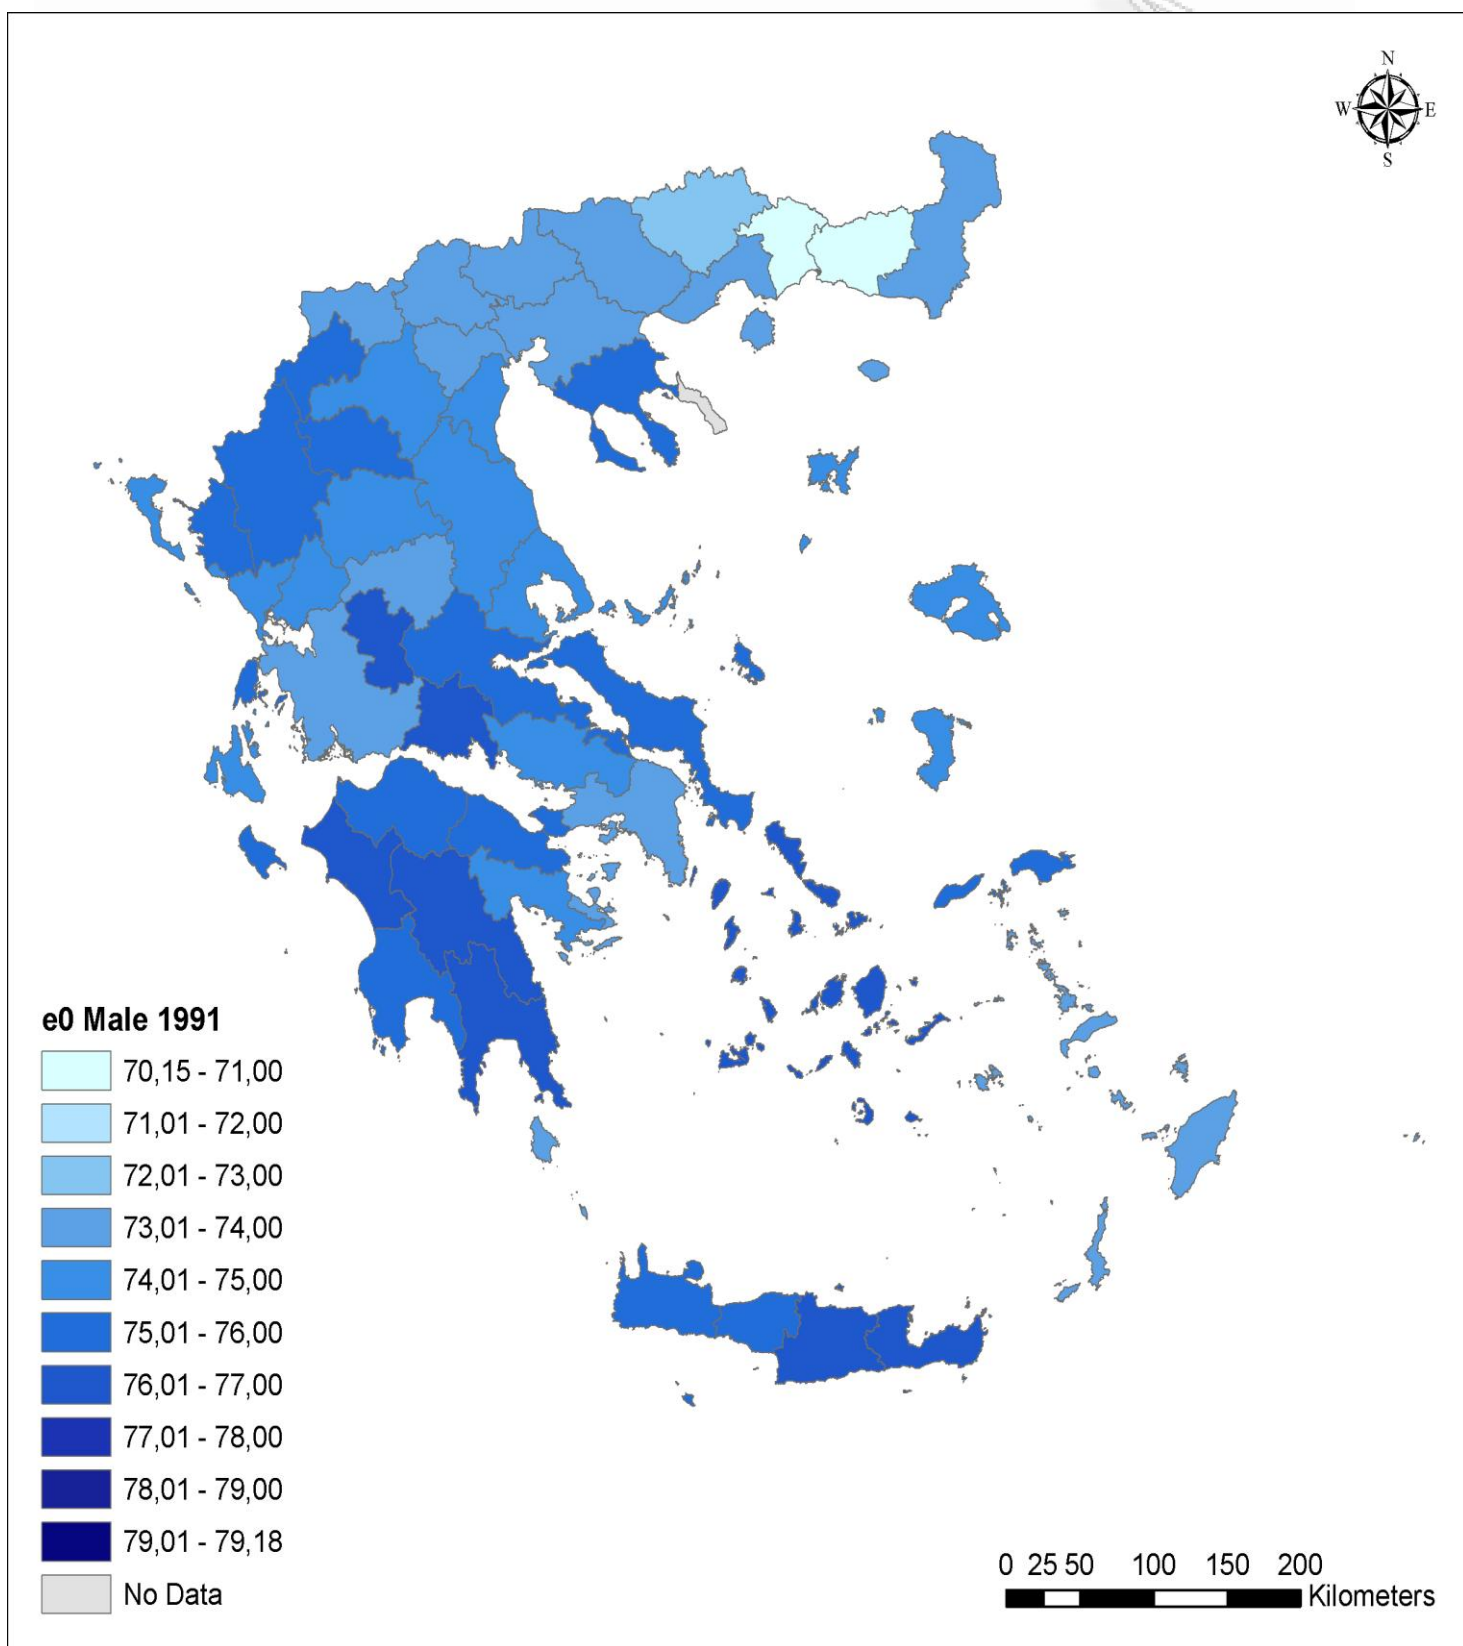 N
W E
S
e0 Male 1991
70,15 - 71,00
71,01 - 72,00
72,01 - 73,00
73,01 - 74,00
74,01 - 75,00
75,01 - 76,00
76,01 - 77,00
77,01 - 78,00
78,01 - 79,00
79,01 - 79,18
No Data
0 25 50 100 150 200
Kilometers